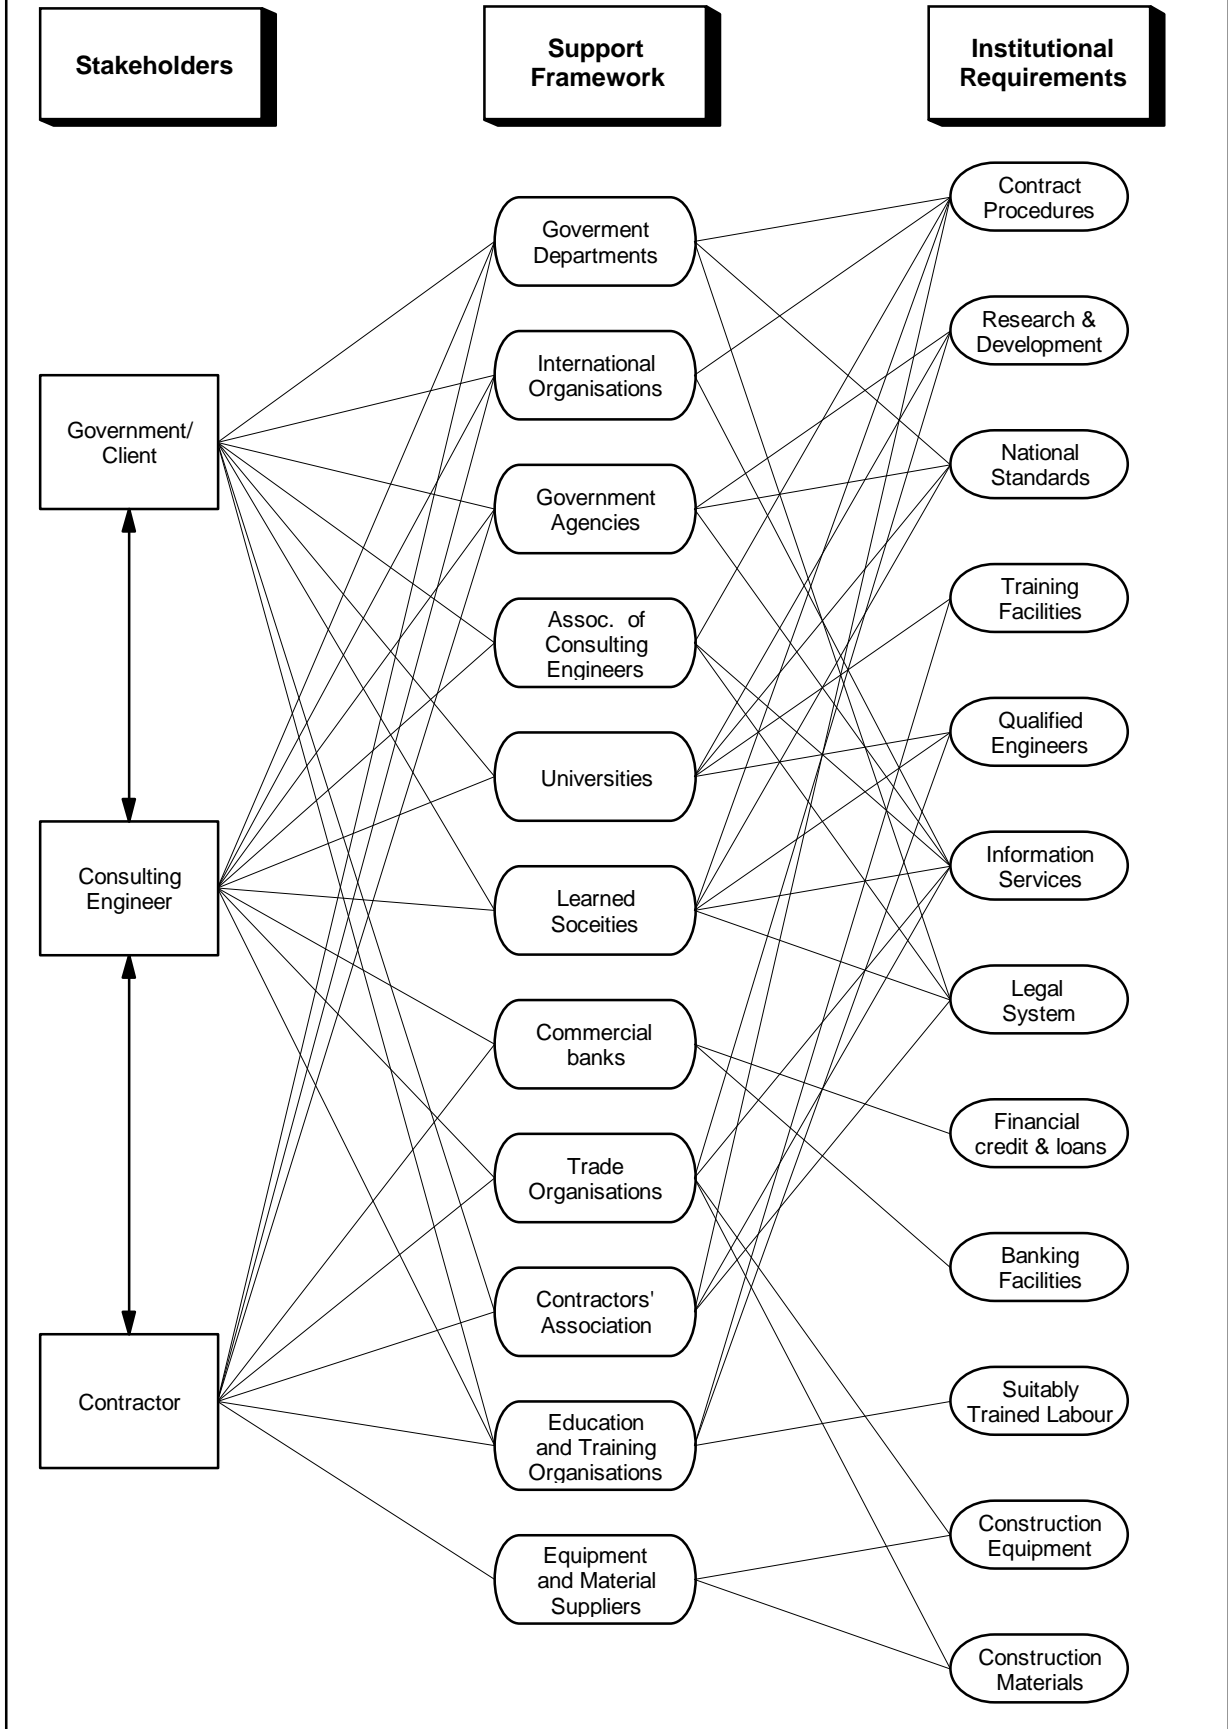 Stakeholders
Support
Framework
Institutional
Requirements
Government/
Client
Consulting
Engineer
Contractor
Goverment
Departments
International
Organisations
Government
Agencies
Assoc. of
Consulting
Engineers
Universities
Learned
Soceities
Commercial
banks
Trade
Organisations
Contractors'
Association
Education
and Training
Organisations
Equipment
and Material
Suppliers
Contract
Procedures
Research &
Development
National
Standards
Training
Facilities
Qualified
Engineers
Information
Services
Legal
System
Financial
credit & loans
Banking
Facilities
Suitably
Trained Labour
Construction
Equipment
Construction
Materials